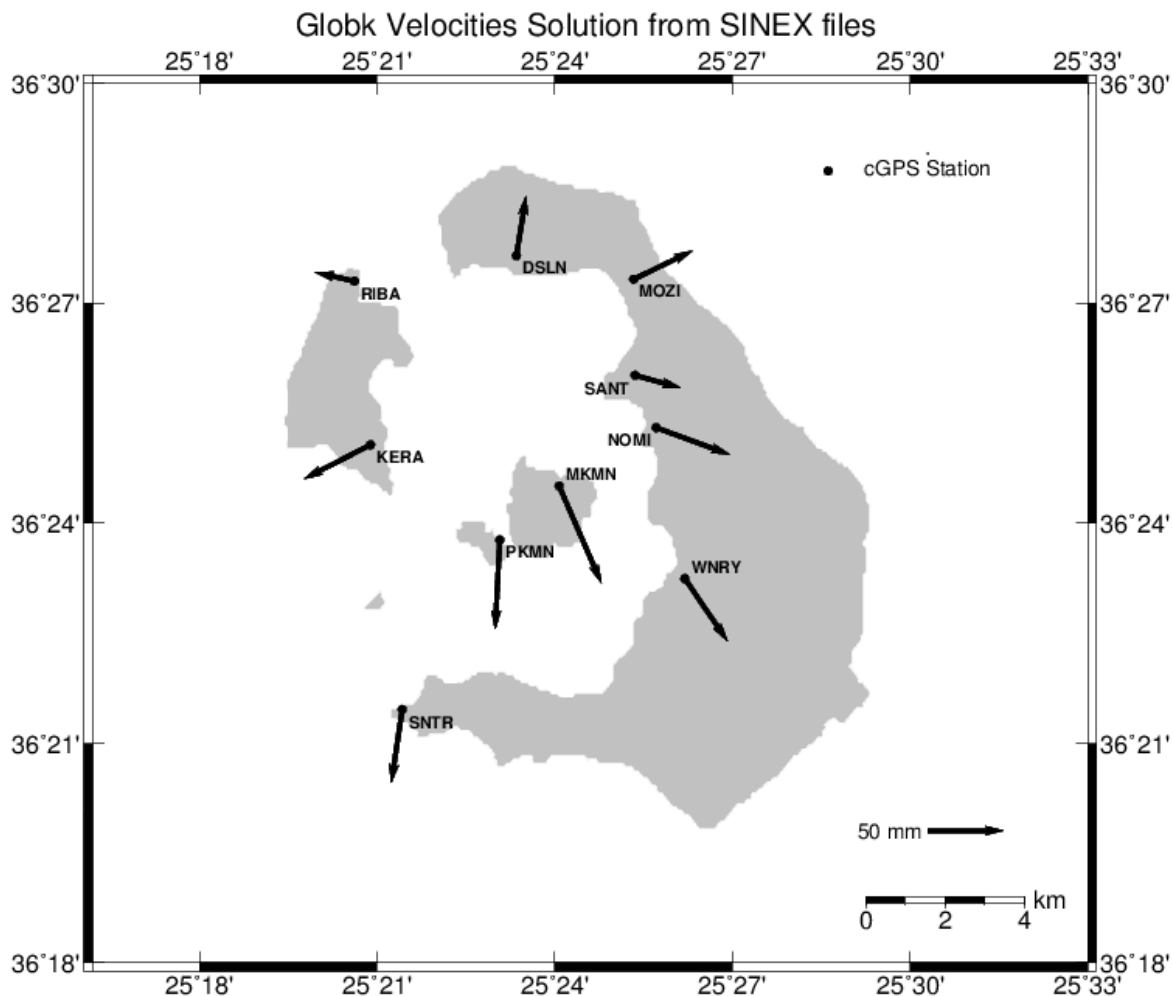 Globk Velocities Solution from SINEX files
25°18' 25°21' 25°24' 25°27' 25°30' 25°33'
36°30' 36°30'
cGPS Station
DSLN
MOZI
RIBA
36°27' 36°27'
SANT
NOMI
KERA
MKMN
36°24' 36°24'
PKMN
WNRY
SNTR
36°21' 36°21'
50 mm
km
0 2 4
36°18' 36°18'
25°18' 25°21' 25°24' 25°27' 25°30' 25°33'